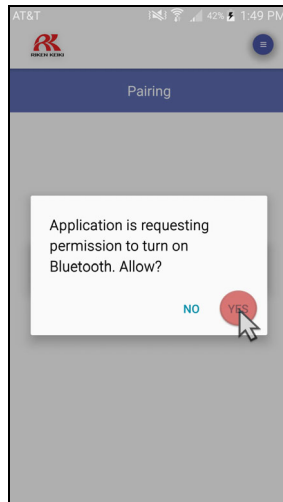 AT&T 42% 1:49 PM
RIKEN KEIKI
Pairing
Application is requesting
permission to turn on
Bluetooth. Allow?
NO YES